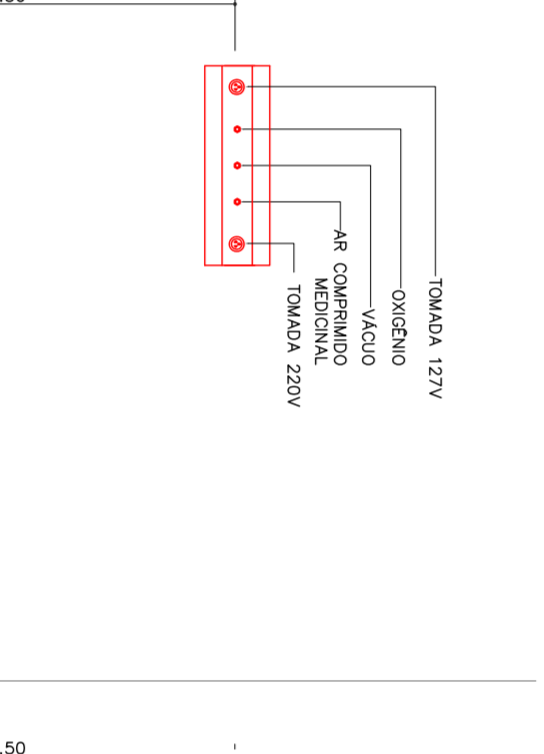 TOMADA 127V
OXIGÊNIO
VÁCUO
AR COMPRIMIDO
MEDICINAL
TOMADA 220V
.50